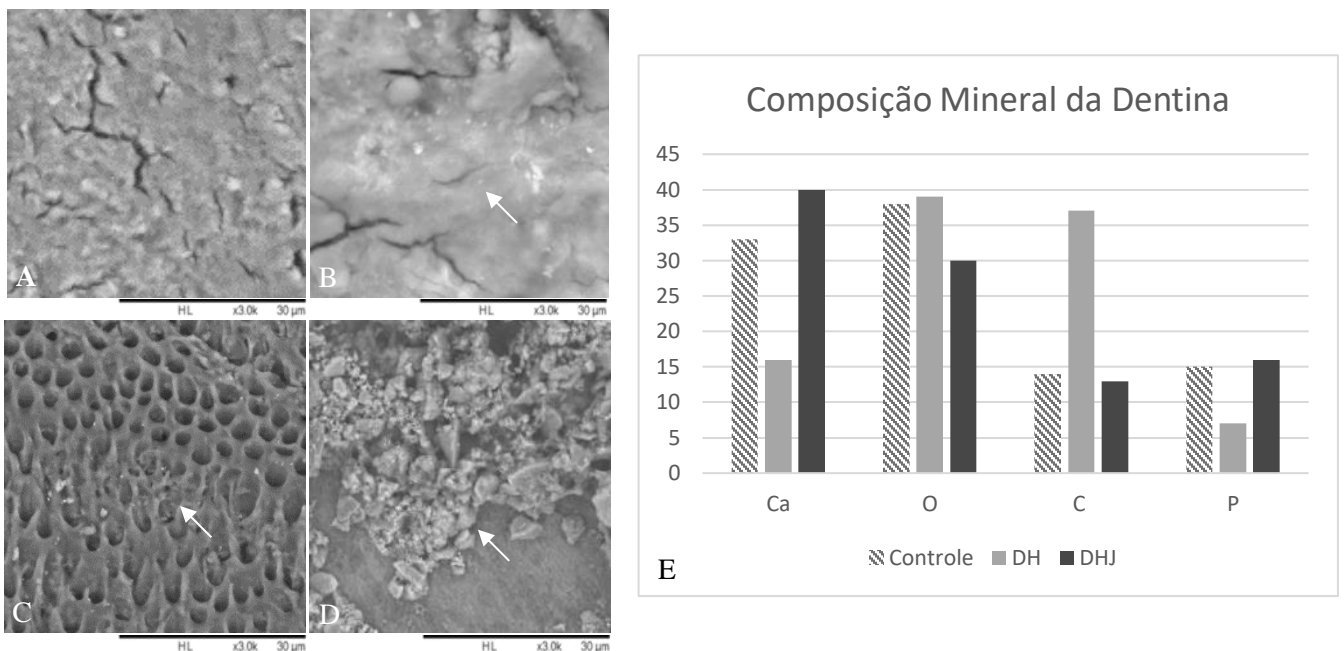 A
HL x3.0k 30 µm
B
HL x3.0k 30 µm
C
HL x3.0k 30 µm
D
HL x3.0k 30 µm
Composição Mineral da Dentina
45
40
35
30
25
20
15
10
5
0
Ca O C P
Controle DH DHJ
E